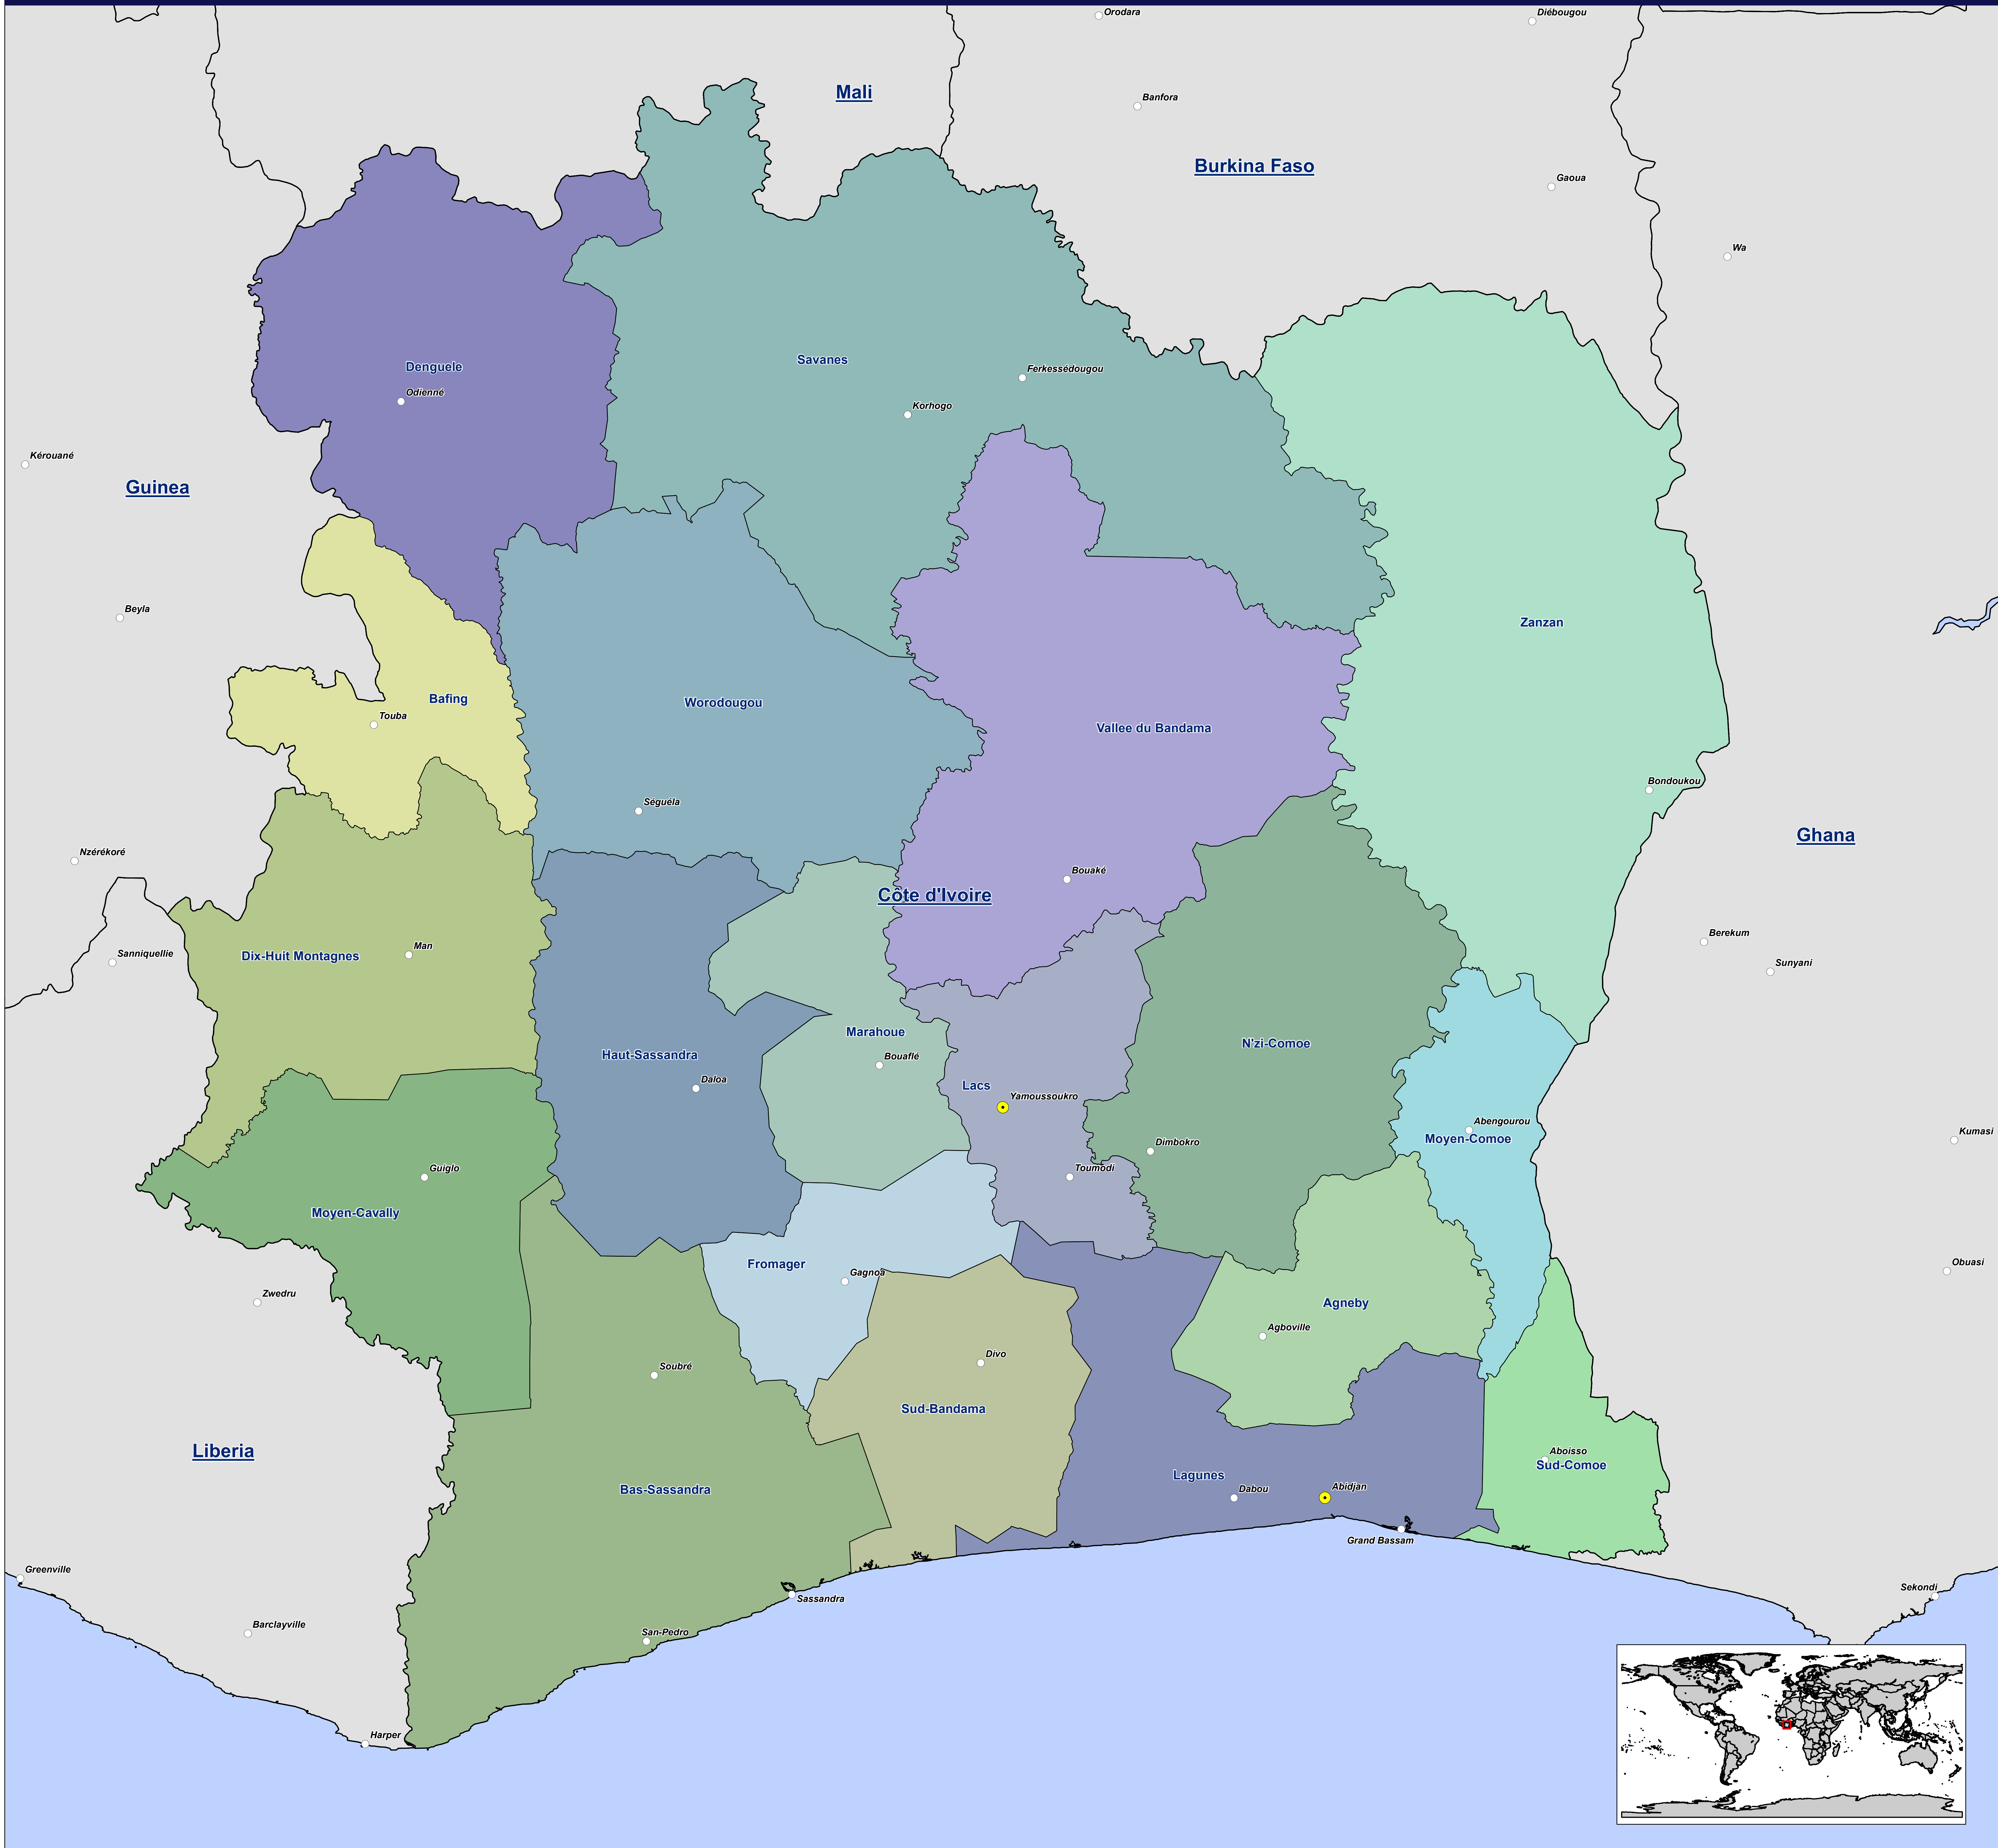 Orodara
Diébougou
Mali
Banfora
Burkina Faso
Gaoua
Wa
Savanes
Denguele
Ferkessédougou
Odienné
Korhogo
Kérouané
Guinea
Beyla
Zanzan
Bafing
Worodougou
Touba
Vallee du Bandama
Bondoukou
Séguéla
Ghana
Nzérékoré
Bouaké
Côte d'Ivoire
Berekum
Man
Sanniquellie
Dix-Huit Montagnes
Sunyani
Marahoue
N'zi-Comoe
Haut-Sassandra
Bouaflé
Daloa
Lacs
Yamoussoukro
Abengourou
Kumasi
Moyen-Comoe
Dimbokro
Guiglo
Toumodi
Moyen-Cavally
Fromager
Obuasi
Gagnoa
Zwedru
Agneby
Agboville
Divo
Soubré
Sud-Bandama
Liberia
Aboisso
Sud-Comoe
Lagunes
Bas-Sassandra
Dabou
Abidjan
Grand Bassam
Greenville
Sekondi
Sassandra
Barclayville
San-Pedro
Harper